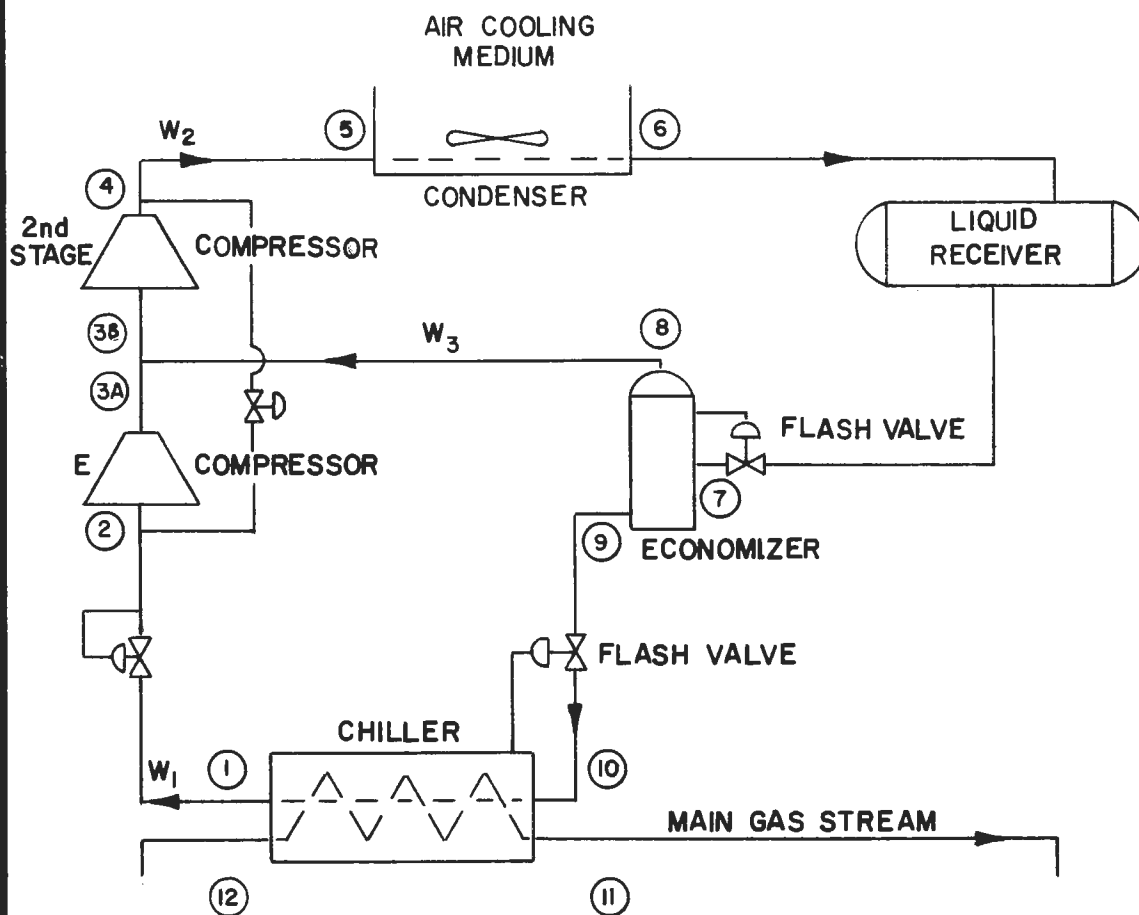 AIR COOLING
MEDIUM
W2
5
6
4
CONDENSER
2nd
STAGE
COMPRESSOR
LIQUID
RECEIVER
3B
W3
8
3A
FLASH VALVE
E
COMPRESSOR
7
2
9
ECONOMIZER
FLASH VALVE
CHILLER
W1
1
10
MAIN GAS STREAM
12
11